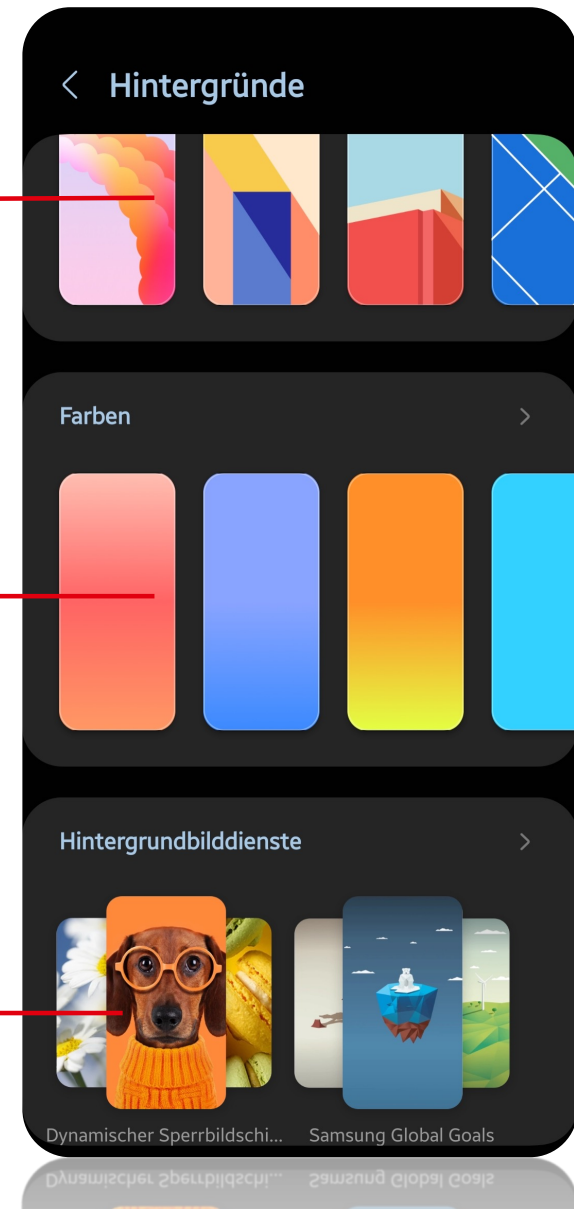 Hintergründe
Farben
Hintergrundbilddienste
Dynamischer Sperrbildschi...
Samsung Global Goals